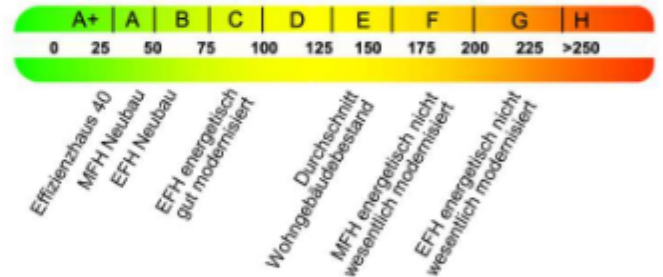 A+ | A | B | C | D | E | F | G | H
0 25 50 75 100 125 150 175 200 225 >250
Effizienzhaus 40
MFH Neubau
EFH Neubau
EFH energetisch
gut modernisiert
Durchschnitt
Wohngebäudebestand
MFH energetisch nicht
wesentlich modernisiert
EFH energetisch nicht
wesentlich modernisiert